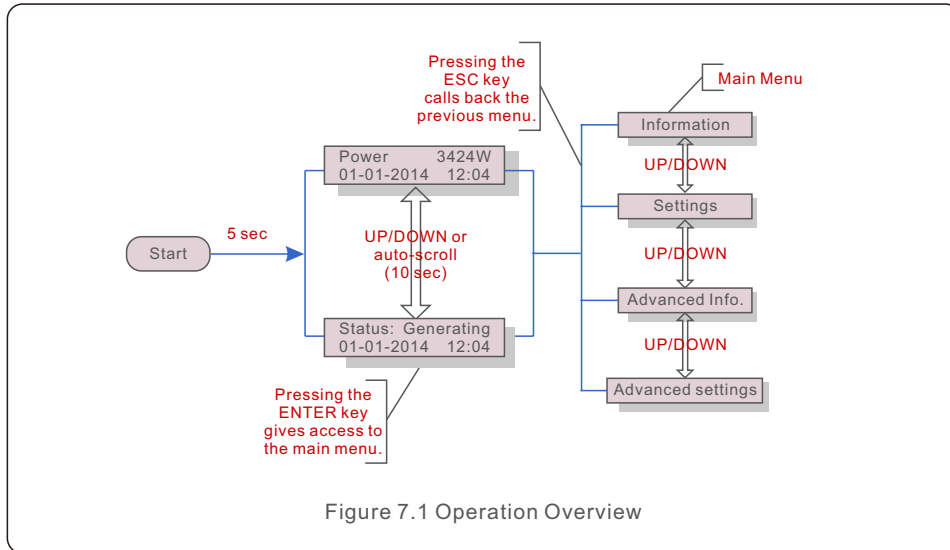 Start
5 sec
Power 3424W
01-01-2014 12:04
UP/DOWN or
auto-scroll
(10 sec)
Status: Generating
01-01-2014 12:04
Pressing the
ENTER key
gives access to
the main menu.
Pressing the
ESC key
calls back the
previous menu.
Main Menu
Information
UP/DOWN
Settings
UP/DOWN
Advanced Info.
UP/DOWN
Advanced settings
Figure 7.1 Operation Overview